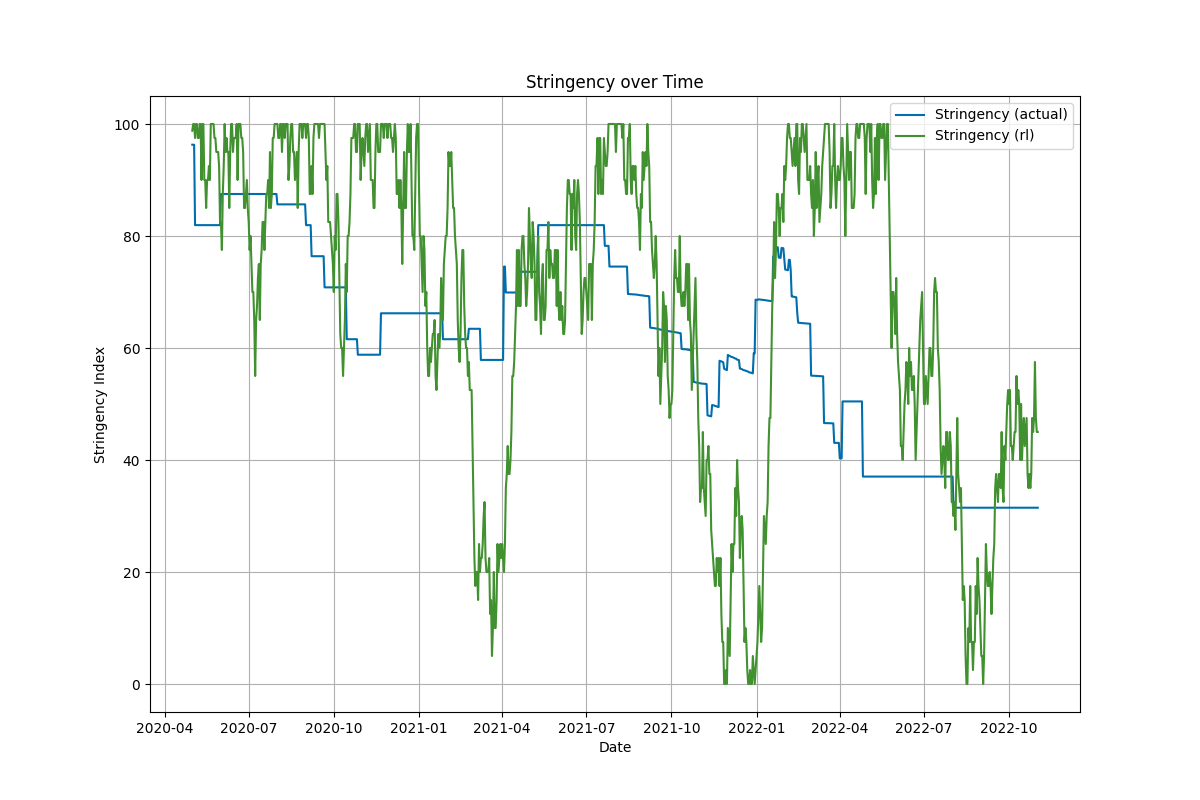 Stringency over Time
Stringency (actual)
Stringency (rl)
Stringency Index
100
80
60
40
20
0
2020-04 2020-07 2020-10 2021-01 2021-04 2021-07 2021-10 2022-01 2022-04 2022-07 2022-10
Date